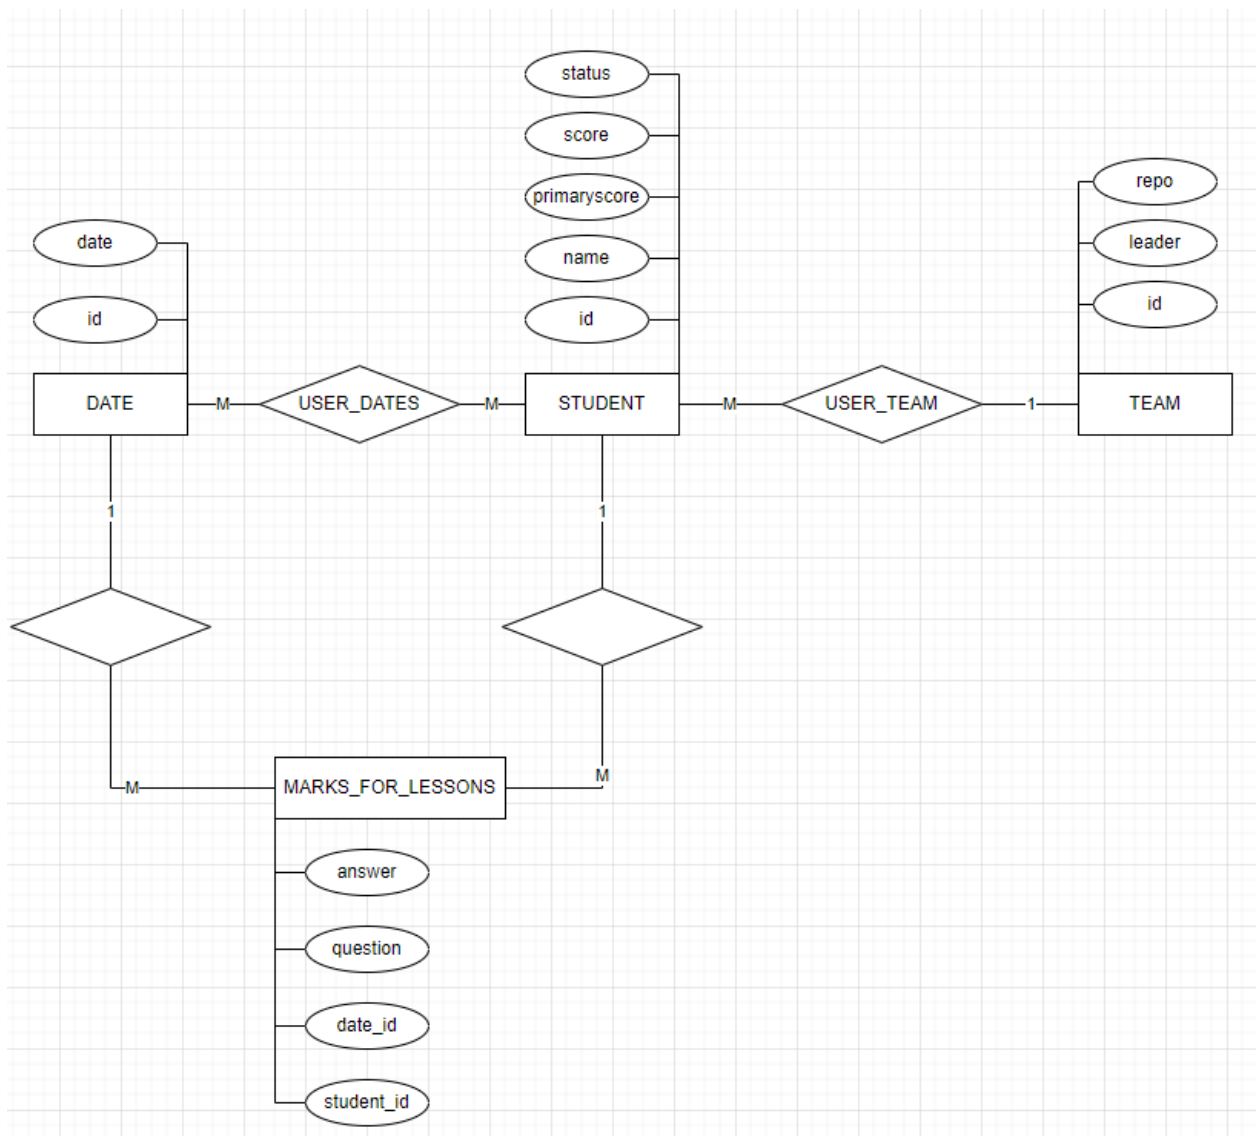 status
score
primaryscore
name
id
repo
leader
id
date
id
DATE
M
USER_DATES
M
STUDENT
M
USER_TEAM
1
TEAM
1
1
M
M
MARKS_FOR_LESSONS
answer
question
date_id
student_id